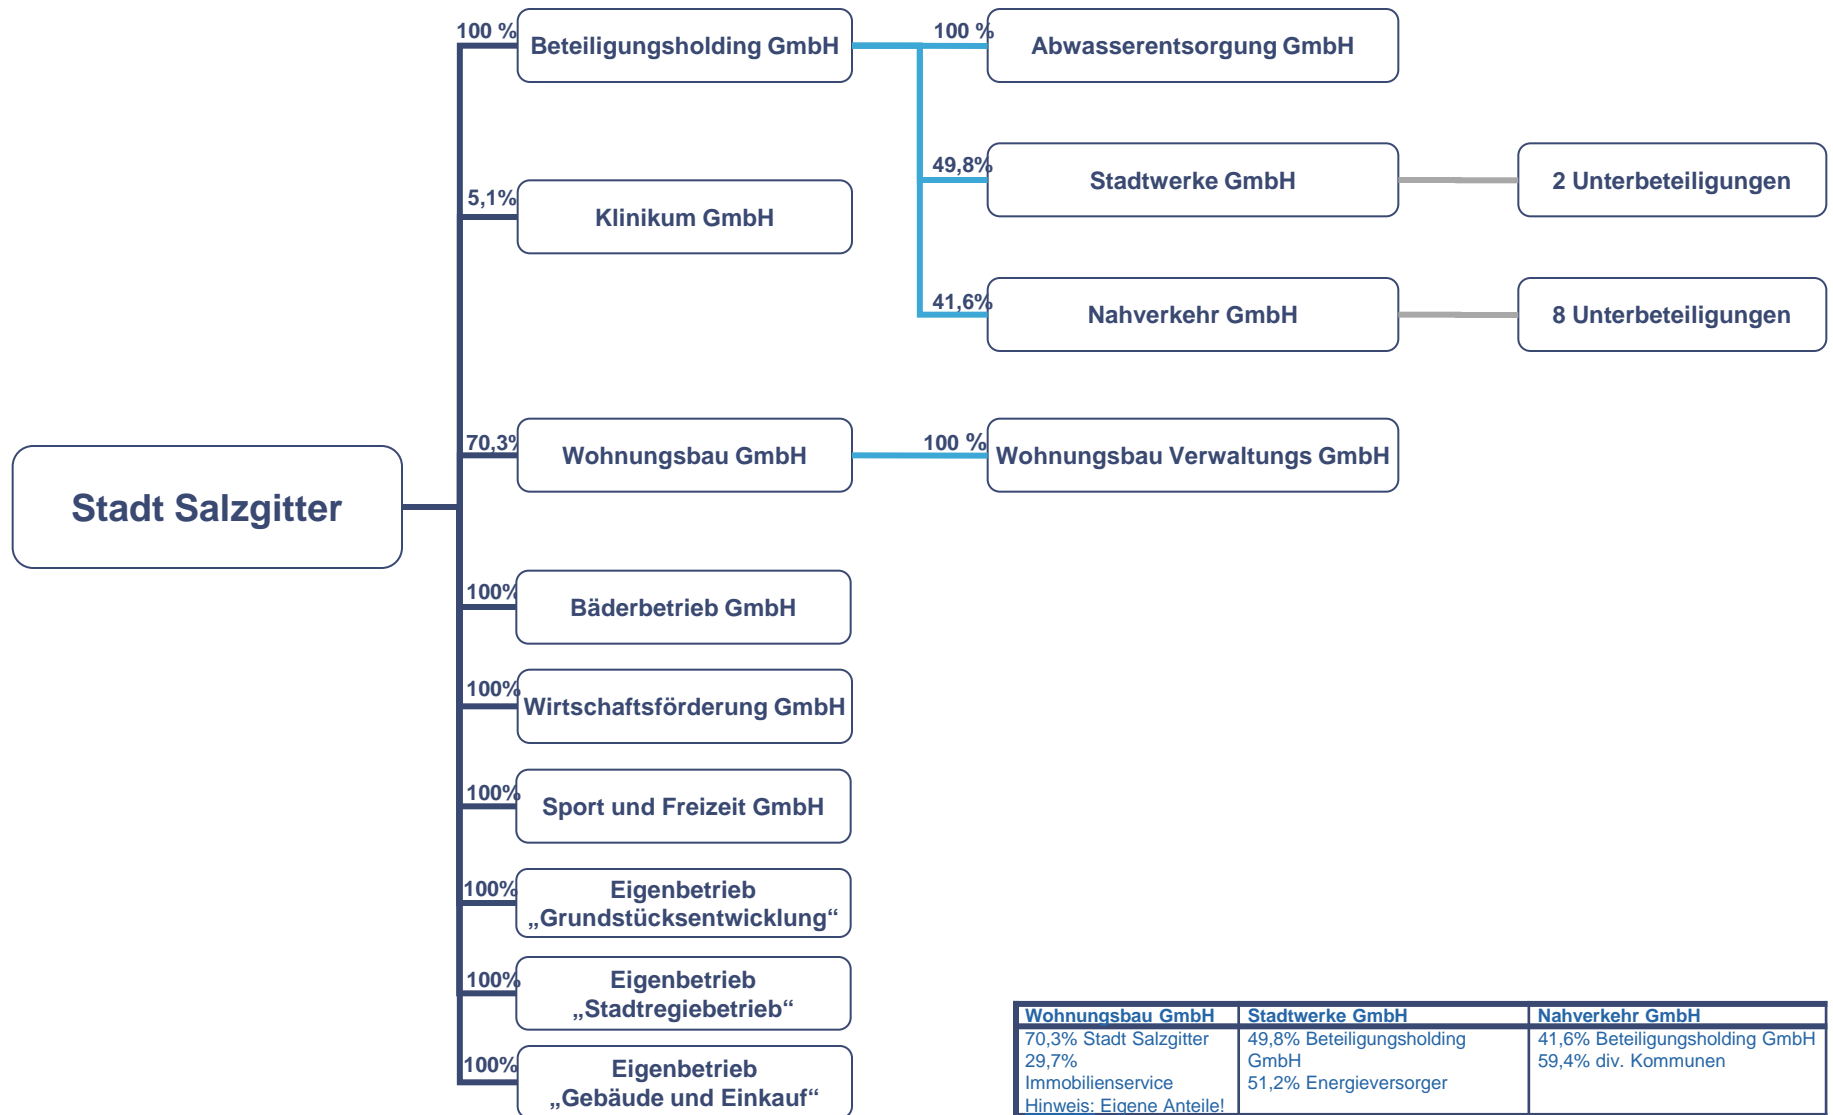 100 %
Beteiligungsholding GmbH
100 %
Abwasserentsorgung GmbH
49,8%
Stadtwerke GmbH
2 Unterbeteiligungen
5,1%
Klinikum GmbH
41,6%
Nahverkehr GmbH
8 Unterbeteiligungen
70,3%
Wohnungsbau GmbH
100 %
Wohnungsbau Verwaltungs GmbH
Stadt Salzgitter
100%
Bäderbetrieb GmbH
100%
Wirtschaftsförderung GmbH
100%
Sport und Freizeit GmbH
100%
Eigenbetrieb
„Grundstücksentwicklung“
100%
Eigenbetrieb
„Stadtregiebetrieb“
100%
Eigenbetrieb
„Gebäude und Einkauf“
Wohnungsbau GmbH
70,3% Stadt Salzgitter
29,7%
Immobilienservice
Hinweis: Eigene Anteile!
Stadtwerke GmbH
49,8% Beteiligungsholding
GmbH
51,2% Energieversorger
Nahverkehr GmbH
41,6% Beteiligungsholding GmbH
59,4% div. Kommunen